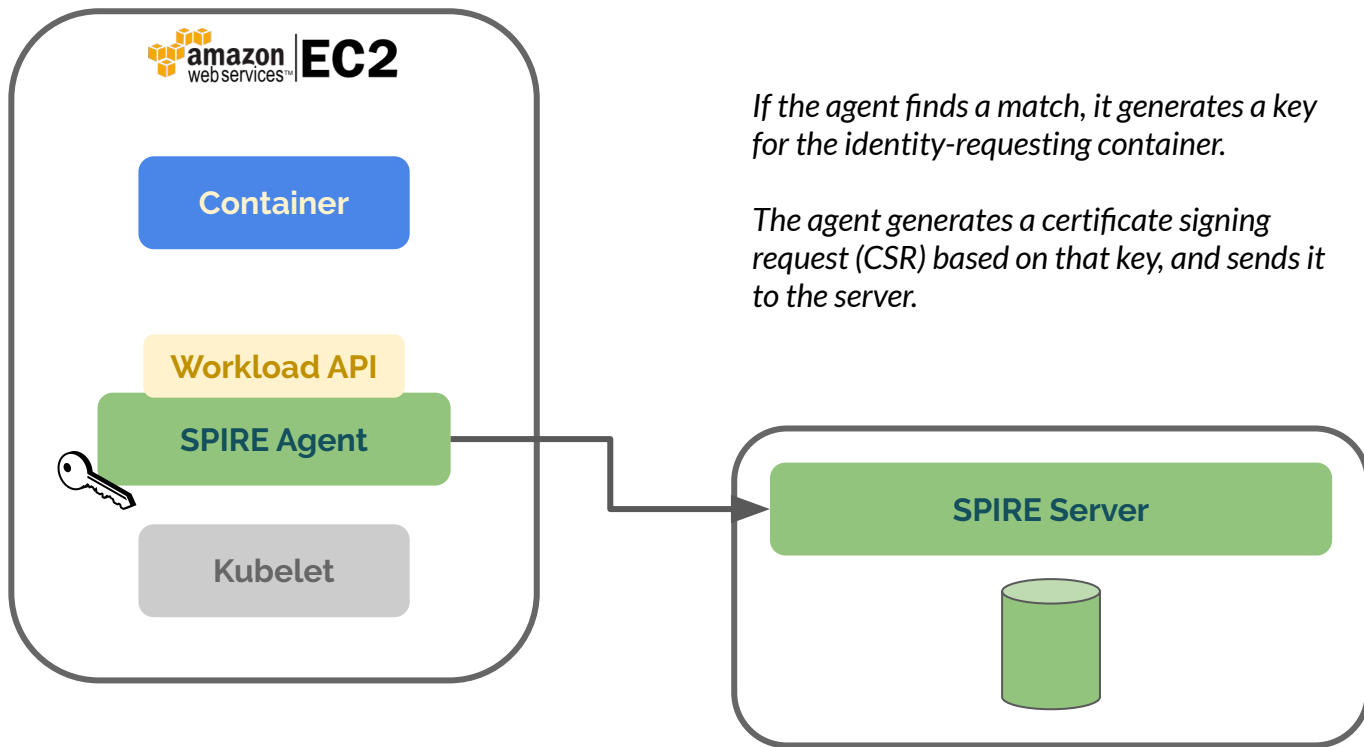 amazon
web services™
EC2
If the agent finds a match, it generates a key
for the identity-requesting container.
Container
The agent generates a certificate signing
request (CSR) based on that key, and sends it
to the server.
Workload API
SPIRE Agent
SPIRE Server
Kubelet